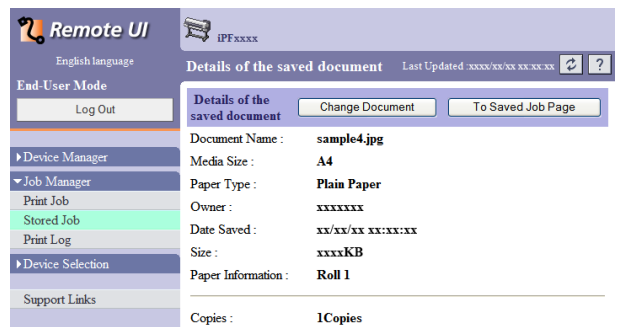 Remote UI
English language
End-User Mode
Log Out
Device Manager
Job Manager
Print Job
Stored Job
Print Log
Device Selection
Support Links
iPFxxxx
Details of the saved document Last Updated :xxxx/xx/xx xx:xx:xx ?
Details of the
saved document Change Document To Saved Job Page
Document Name : sample4.jpg
Media Size : A4
Paper Type : Plain Paper
Owner : xxxxxxx
Date Saved : xx/xx/xx xx:xx:xx
Size : xxxxKB
Paper Information : Roll 1
Copies : 1Copies